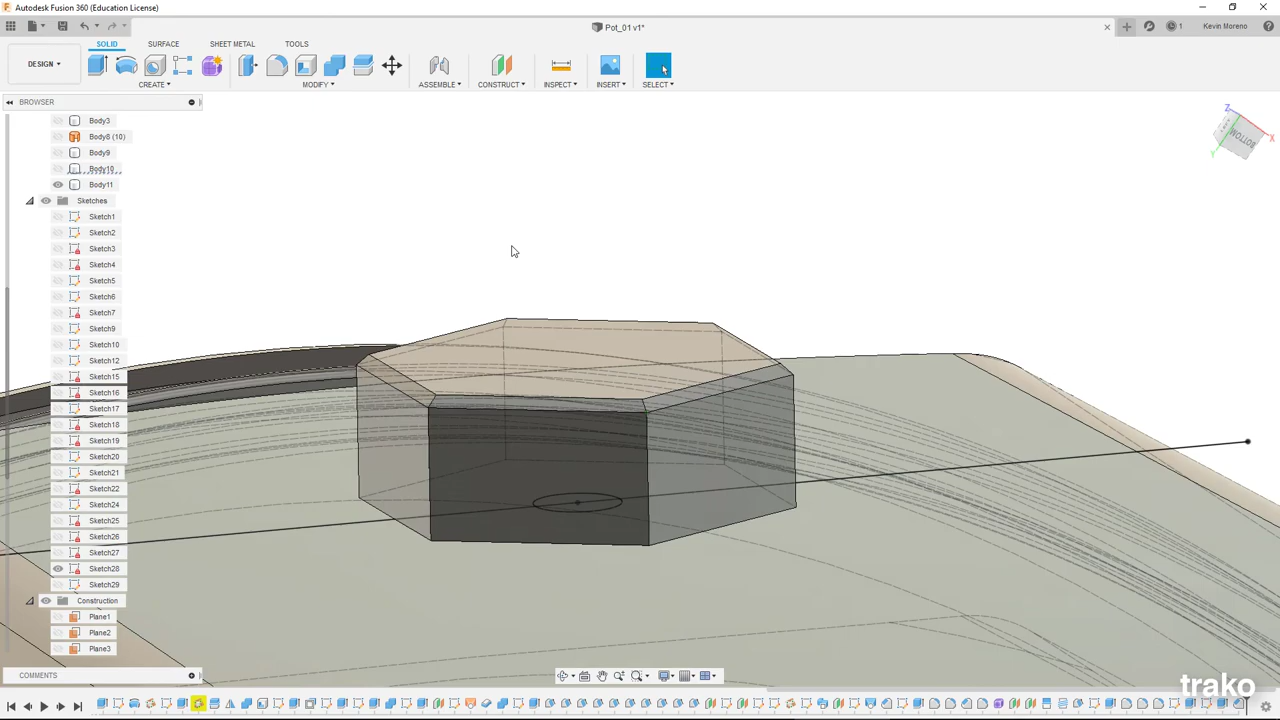 Autodesk Fusion 360 (Education License)
Pot_01 v1*
1
Kevin Moreno
DESIGN
SOLID
SURFACE
SHEET METAL
TOOLS
CREATE
MODIFY
ASSEMBLE
CONSTRUCT
INSPECT
INSERT
SELECT
BROWSER
Body3
Body8 (10)
Body9
Body10
Body11
Sketches
Sketch1
Sketch2
Sketch3
Sketch4
Sketch5
Sketch6
Sketch7
Sketch9
Sketch10
Sketch12
Sketch15
Sketch16
Sketch17
Sketch18
Sketch19
Sketch20
Sketch21
Sketch22
Sketch24
Sketch25
Sketch26
Sketch27
Sketch28
Sketch29
Construction
Plane1
Plane2
Plane3
COMMENTS
Z
X
Y
BOTTOM
trako